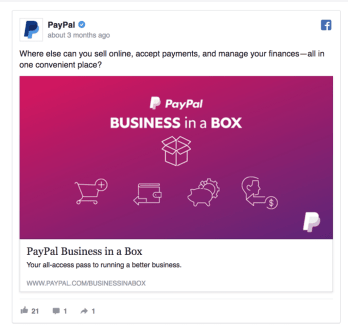 PayPal
about 3 months ago
Where else can you sell online, accept payments, and manage your finances—all in
one convenient place?
PayPal
BUSINESS in a BOX
PayPal Business in a Box
Your all-access pass to running a better business.
WWW.PAYPAL.COM/BUSINESSINABOX
21 1 1